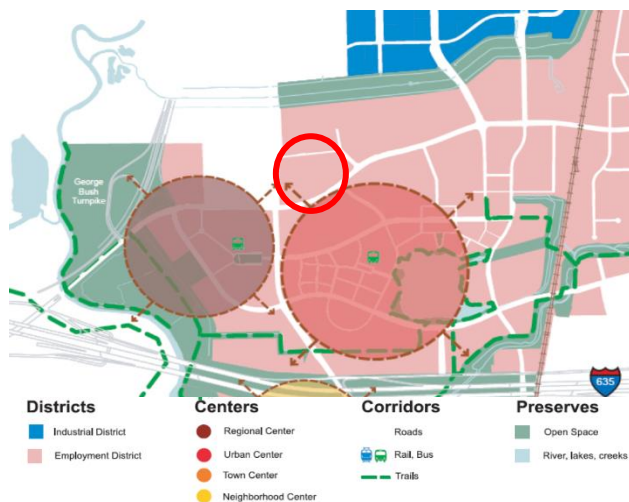 George
Bush
Turnpike
635
Districts
Industrial District
Employment District
Centers
Regional Center
Urban Center
Town Center
Neighborhood Center
Corridors
Roads
Rail, Bus
Trails
Preserves
Open Space
River, lakes, creeks